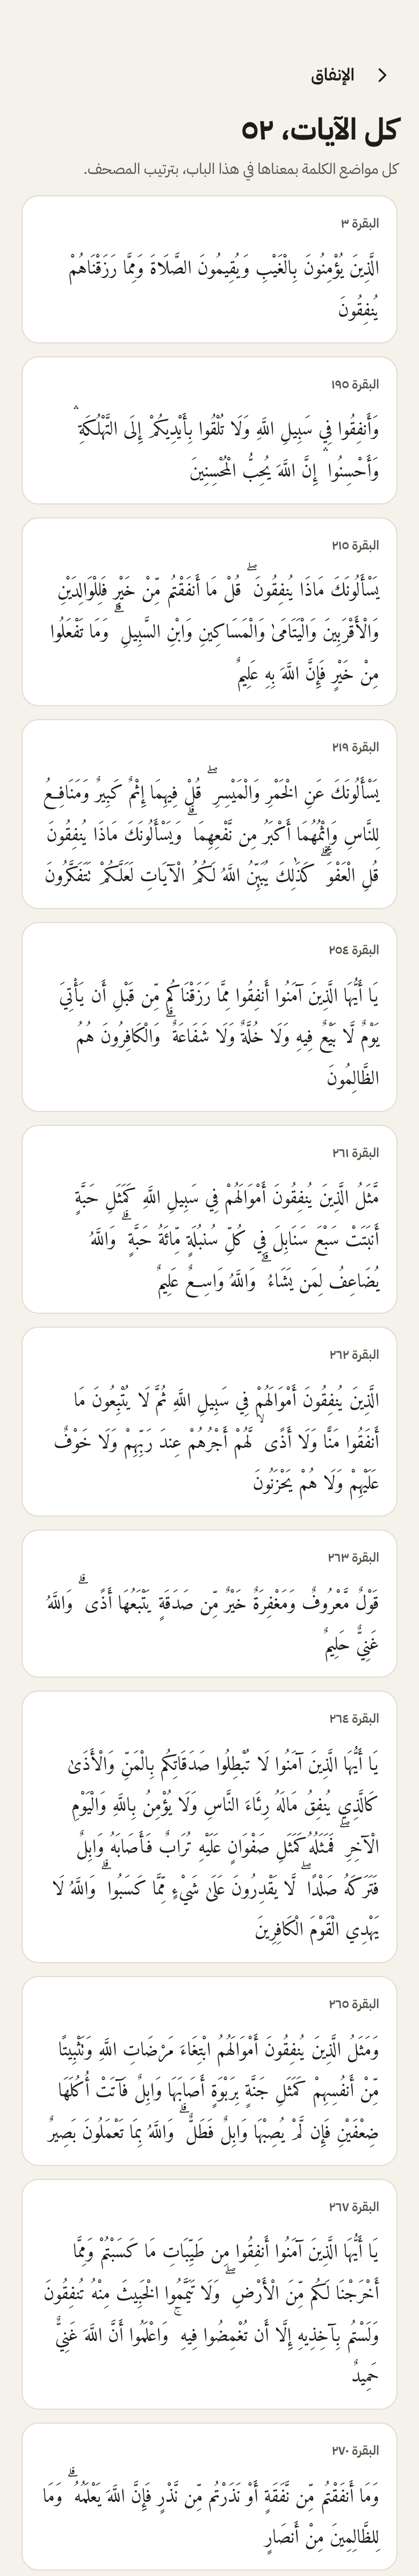 الإنفاق
كل الآيات، ٥٢
كل مواضع الكلمة بمعناها في هذا الباب، بترتيب المصحف.
البقرة ٣
الَّذِينَ يُؤْمِنُونَ بِالْغَيْبِ وَيُقِيمُونَ الصَّلَاةَ وَمِمَّا رَزَقْنَاهُمْ
يُنفِقُونَ
البقرة ١٩٥
وَأَنفِقُوا فِي سَبِيلِ اللَّهِ وَلَا تُلْقُوا بِأَيْدِيكُمْ إِلَى التَّهْلُكَةِ ۛ
وَأَحْسِنُوا ۛ إِنَّ اللَّهَ يُحِبُّ الْمُحْسِنِينَ
البقرة ٢١٥
يَسْأَلُونَكَ مَاذَا يُنفِقُونَ ۖ قُلْ مَا أَنفَقْتُم مِّنْ خَيْرٍ فَلِلْوَالِدَيْنِ
وَالْأَقْرَبِينَ وَالْيَتَامَىٰ وَالْمَسَاكِينِ وَابْنِ السَّبِيلِ ۗ وَمَا تَفْعَلُوا
مِنْ خَيْرٍ فَإِنَّ اللَّهَ بِهِ عَلِيمٌ
البقرة ٢١٩
يَسْأَلُونَكَ عَنِ الْخَمْرِ وَالْمَيْسِرِ ۖ قُلْ فِيهِمَا إِثْمٌ كَبِيرٌ وَمَنَافِعُ
لِلنَّاسِ وَإِثْمُهُمَا أَكْبَرُ مِن نَّفْعِهِمَا ۗ وَيَسْأَلُونَكَ مَاذَا يُنفِقُونَ
قُلِ الْعَفْوَ ۗ كَذَٰلِكَ يُبَيِّنُ اللَّهُ لَكُمُ الْآيَاتِ لَعَلَّكُمْ تَتَفَكَّرُونَ
البقرة ٢٥٤
يَا أَيُّهَا الَّذِينَ آمَنُوا أَنفِقُوا مِمَّا رَزَقْنَاكُم مِّن قَبْلِ أَن يَأْتِيَ
يَوْمٌ لَّا بَيْعٌ فِيهِ وَلَا خُلَّةٌ وَلَا شَفَاعَةٌ ۗ وَالْكَافِرُونَ هُمُ
الظَّالِمُونَ
البقرة ٢٦١
مَّثَلُ الَّذِينَ يُنفِقُونَ أَمْوَالَهُمْ فِي سَبِيلِ اللَّهِ كَمَثَلِ حَبَّةٍ
أَنبَتَتْ سَبْعَ سَنَابِلَ فِي كُلِّ سُنبُلَةٍ مِّائَةُ حَبَّةٍ ۗ وَاللَّهُ
يُضَاعِفُ لِمَن يَشَاءُ ۗ وَاللَّهُ وَاسِعٌ عَلِيمٌ
البقرة ٢٦٢
الَّذِينَ يُنفِقُونَ أَمْوَالَهُمْ فِي سَبِيلِ اللَّهِ ثُمَّ لَا يُتْبِعُونَ مَا
أَنفَقُوا مَنًّا وَلَا أَذًى ۙ لَّهُمْ أَجْرُهُمْ عِندَ رَبِّهِمْ وَلَا خَوْفٌ
عَلَيْهِمْ وَلَا هُمْ يَحْزَنُونَ
البقرة ٢٦٣
قَوْلٌ مَّعْرُوفٌ وَمَغْفِرَةٌ خَيْرٌ مِّن صَدَقَةٍ يَتْبَعُهَا أَذًى ۗ وَاللَّهُ
غَنِيٌّ حَلِيمٌ
البقرة ٢٦٤
يَا أَيُّهَا الَّذِينَ آمَنُوا لَا تُبْطِلُوا صَدَقَاتِكُم بِالْمَنِّ وَالْأَذَىٰ
كَالَّذِي يُنفِقُ مَالَهُ رِئَاءَ النَّاسِ وَلَا يُؤْمِنُ بِاللَّهِ وَالْيَوْمِ
الْآخِرِ ۖ فَمَثَلُهُ كَمَثَلِ صَفْوَانٍ عَلَيْهِ تُرَابٌ فَأَصَابَهُ وَابِلٌ
فَتَرَكَهُ صَلْدًا ۖ لَّا يَقْدِرُونَ عَلَىٰ شَيْءٍ مِّمَّا كَسَبُوا ۗ وَاللَّهُ لَا
يَهْدِي الْقَوْمَ الْكَافِرِينَ
البقرة ٢٦٥
وَمَثَلُ الَّذِينَ يُنفِقُونَ أَمْوَالَهُمُ ابْتِغَاءَ مَرْضَاتِ اللَّهِ وَتَثْبِيتًا
مِّنْ أَنفُسِهِمْ كَمَثَلِ جَنَّةٍ بِرَبْوَةٍ أَصَابَهَا وَابِلٌ فَآتَتْ أُكُلَهَا
ضِعْفَيْنِ فَإِن لَّمْ يُصِبْهَا وَابِلٌ فَطَلٌّ ۗ وَاللَّهُ بِمَا تَعْمَلُونَ بَصِيرٌ
البقرة ٢٦٧
يَا أَيُّهَا الَّذِينَ آمَنُوا أَنفِقُوا مِن طَيِّبَاتِ مَا كَسَبْتُمْ وَمِمَّا
أَخْرَجْنَا لَكُم مِّنَ الْأَرْضِ ۖ وَلَا تَيَمَّمُوا الْخَبِيثَ مِنْهُ تُنفِقُونَ
وَلَسْتُم بِآخِذِيهِ إِلَّا أَن تُغْمِضُوا فِيهِ ۚ وَاعْلَمُوا أَنَّ اللَّهَ غَنِيٌّ
حَمِيدٌ
البقرة ٢٧٠
وَمَا أَنفَقْتُم مِّن نَّفَقَةٍ أَوْ نَذَرْتُم مِّن نَّذْرٍ فَإِنَّ اللَّهَ يَعْلَمُهُ ۗ وَمَا
لِلظَّالِمِينَ مِنْ أَنصَارٍ